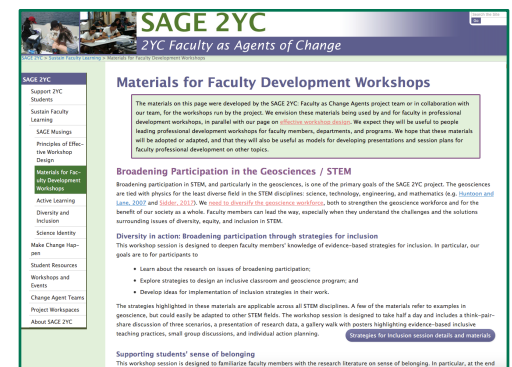 SAGE 2YC
2YC Faculty as Agents of Change
SAGE 2YC > Sustain Faculty Learning > Materials for Faculty Development Workshops
SAGE 2YC
Support 2YC
Students
Sustain Faculty
Learning
SAGE Musings
Principles of Effec-
tive Workshop
Design
Materials for Fac-
ulty Development
Workshops
Active Learning
Diversity and
Inclusion
Science Identity
Make Change Hap-
pen
Student Resources
Workshops and
Events
Change Agent Teams
Project Workspaces
About SAGE 2YC
Materials for Faculty Development Workshops
The materials on this page were developed by the SAGE 2YC: Faculty as Change Agents project team or in collaboration with
our team, for the workshops run by the project. We envision these materials being used by and for faculty in professional
development workshops, in parallel with our page on effective workshop design. We expect they will be useful to people
leading professional development workshops for faculty members, departments, and programs. We hope that these materials
will be adopted or adapted, and that they will also be useful as models for developing presentations and session plans for
faculty professional development on other topics.
Broadening Participation in the Geosciences / STEM
Broadening participation in STEM, and particularly in the geosciences, is one of the primary goals of the SAGE 2YC project. The geosciences
are tied with physics for the least diverse field in the STEM disciplines: science, technology, engineering, and mathematics (e.g. Huntoon and
Lane, 2007 and Sidder, 2017). We need to diversify the geoscience workforce, both to strengthen the geoscience workforce and for the
benefit of our society as a whole. Faculty members can lead the way, especially when they understand the challenges and the solutions
surrounding issues of diversity, equity, and inclusion in STEM.
Diversity in action: Broadening participation through strategies for inclusion
This workshop session is designed to deepen faculty members' knowledge of evidence-based strategies for inclusion. In particular, our
goals are to for participants to
• Learn about the research on issues of broadening participation;
• Explore strategies to design an inclusive classroom and geoscience program; and
• Develop ideas for implementation of inclusion strategies in their work.
The strategies highlighted in these materials are applicable across all STEM disciplines. A few of the materials refer to examples in
geoscience, but could easily be adapted to other STEM fields. The workshop session is designed to take half a day and includes a think-pair-
share discussion of three scenarios, a presentation of research data, a gallery walk with posters highlighting evidence-based inclusive
teaching practices, small group discussions, and individual action planning.
Strategies for Inclusion session details and materials
Supporting students' sense of belonging
This workshop session is designed to familiarize faculty members with the research literature on sense of belonging. In particular, at the end